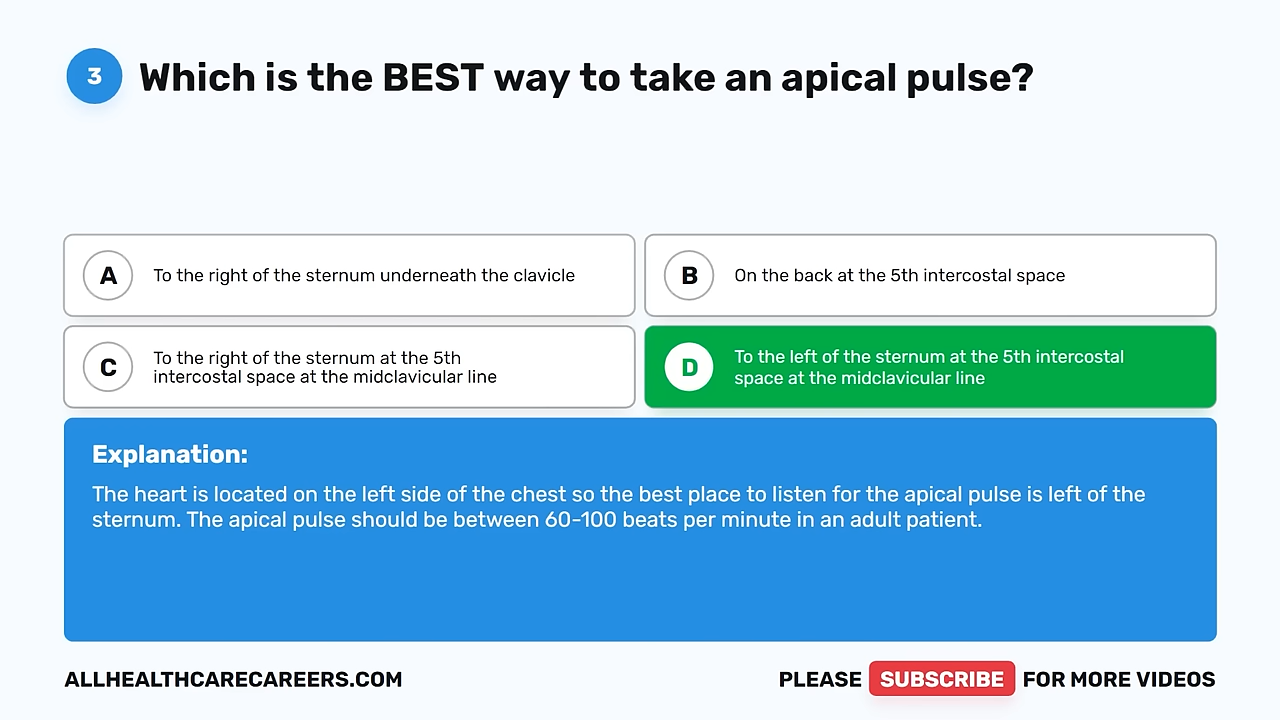 3
Which is the BEST way to take an apical pulse?
A
To the right of the sternum underneath the clavicle
B
On the back at the 5th intercostal space
C
To the right of the sternum at the 5th
intercostal space at the midclavicular line
D
To the left of the sternum at the 5th intercostal
space at the midclavicular line
Explanation:
The heart is located on the left side of the chest so the best place to listen for the apical pulse is left of the
sternum. The apical pulse should be between 60-100 beats per minute in an adult patient.
ALLHEALTHCARECAREERS.COM
PLEASE SUBSCRIBE FOR MORE VIDEOS